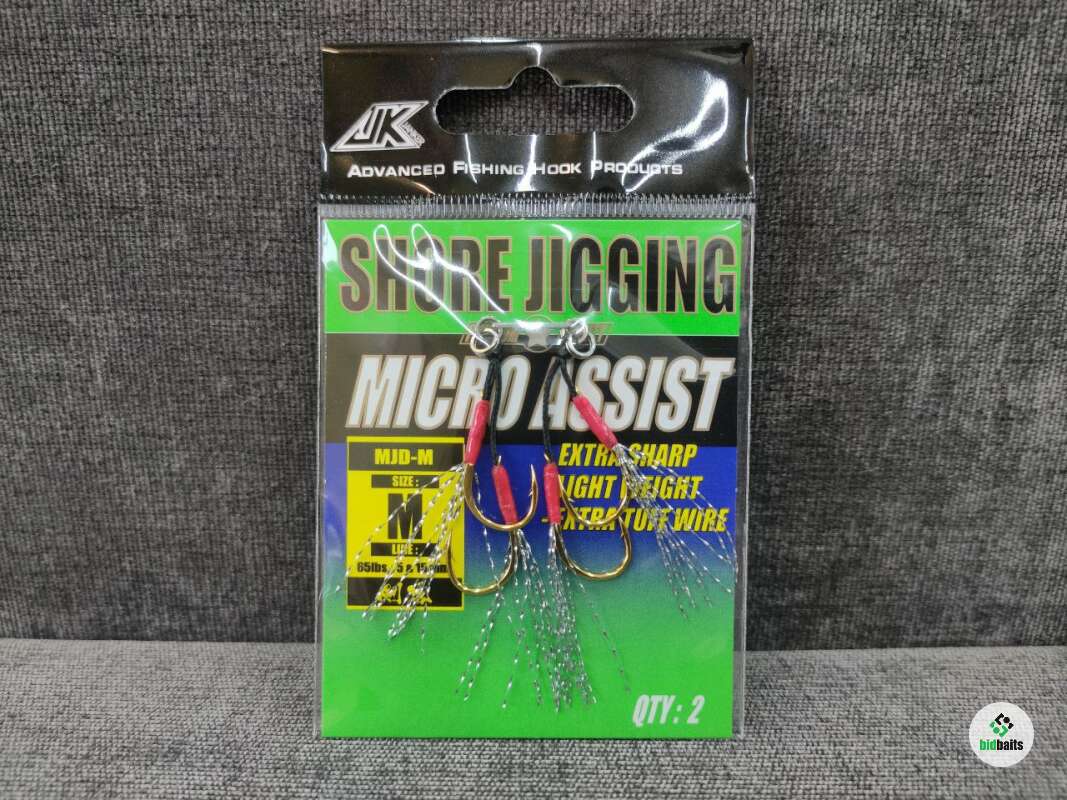 JK
ADVANCED FISHING HOOK PRODUCTS
SHORE JIGGING
MICRO ASSIST
MJD-M
SIZE:
M
LINE:
65lbs.
EXTRA SHARP
LIGHT WEIGHT
-EXTRA TUFF WIRE
QTY: 2
bidbaits